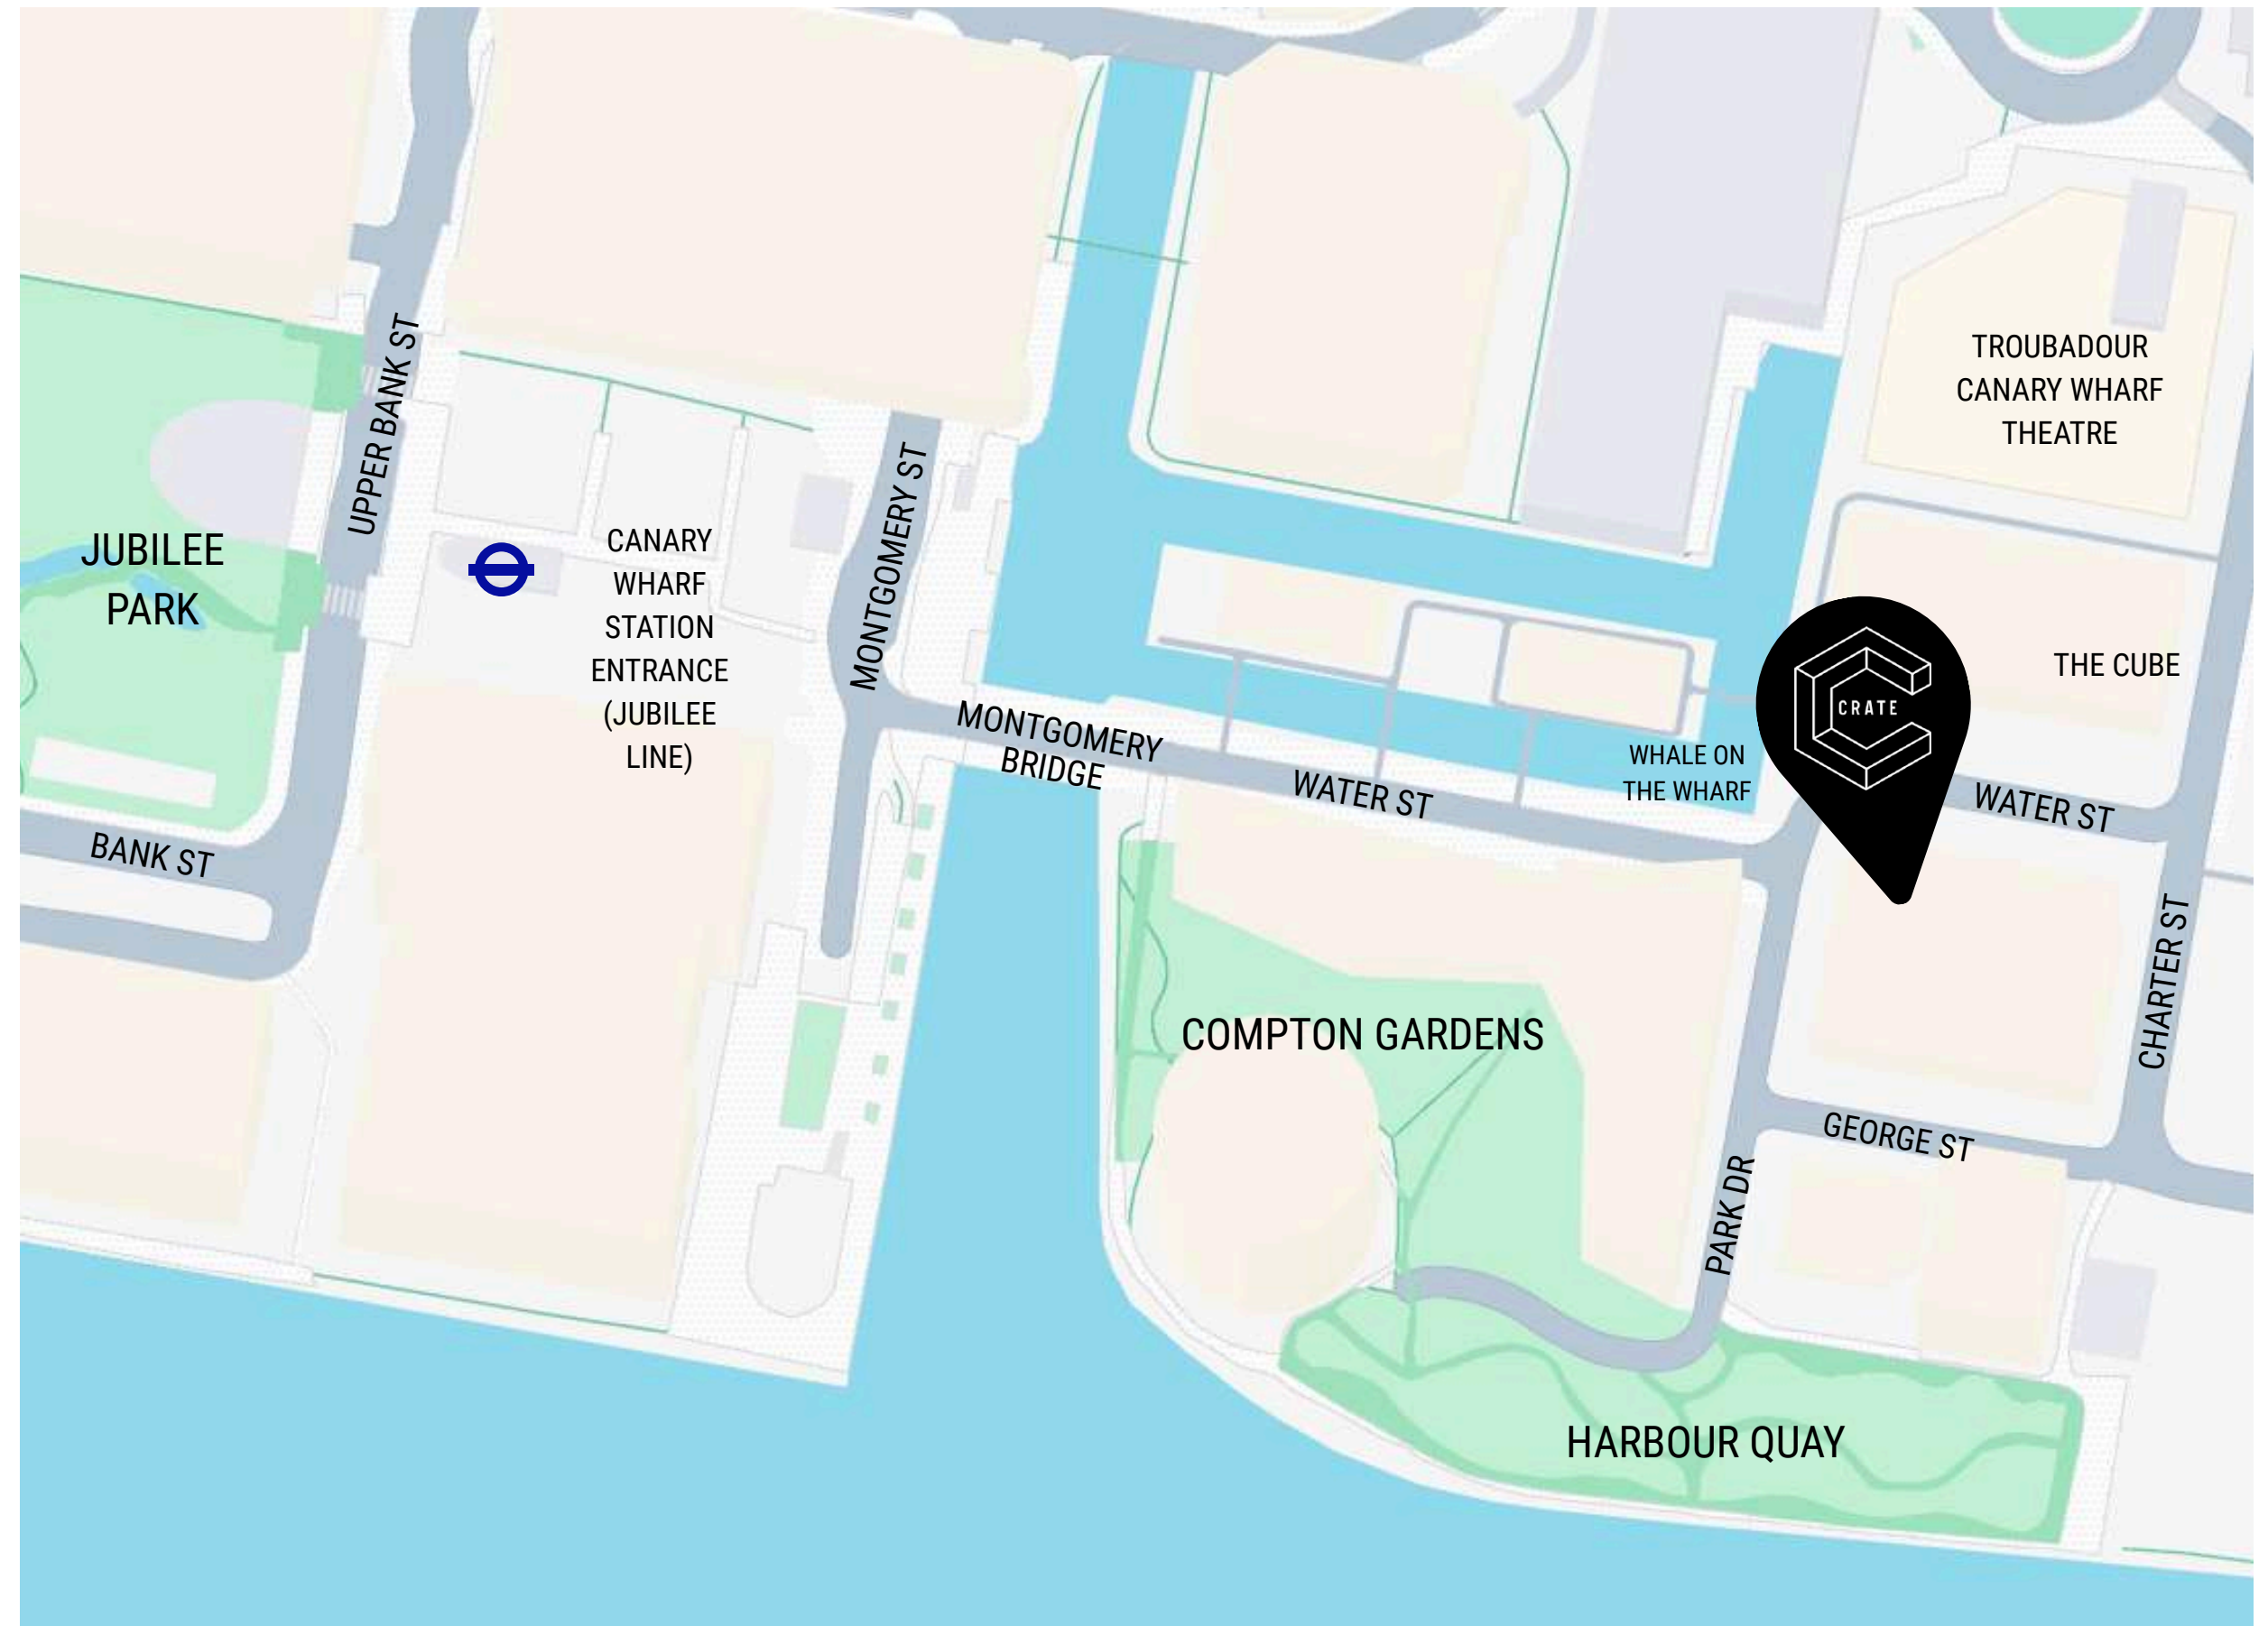 TROUBADOUR
CANARY WHARF
THEATRE
UPPER BANK ST
MONTGOMERY ST
JUBILEE
PARK
CANARY
WHARF
STATION
ENTRANCE
(JUBILEE
LINE)
THE CUBE
CRATE
MONTGOMERY
BRIDGE
WHALE ON
THE WHARF
WATER ST
WATER ST
BANK ST
CHARTER ST
COMPTON GARDENS
GEORGE ST
PARK DR
HARBOUR QUAY